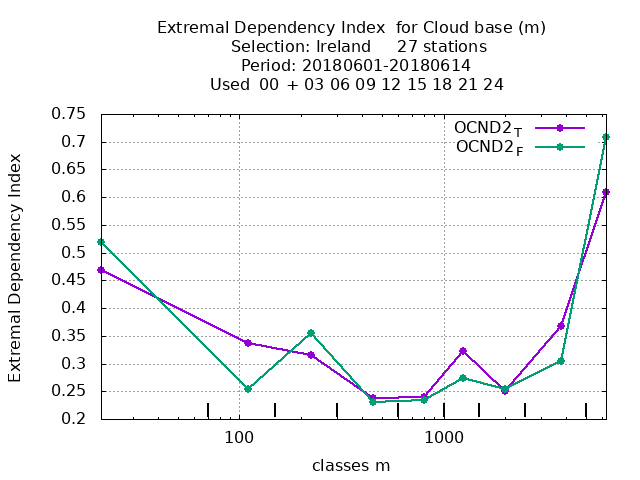 Extremal Dependency Index  for Cloud base (m)
Selection: Ireland     27 stations
Period: 20180601-20180614
Used  00 + 03 06 09 12 15 18 21 24
OCND2T
OCND2F
Extremal Dependency Index
0.75
0.7
0.65
0.6
0.55
0.5
0.45
0.4
0.35
0.3
0.25
0.2
100 1000
classes m